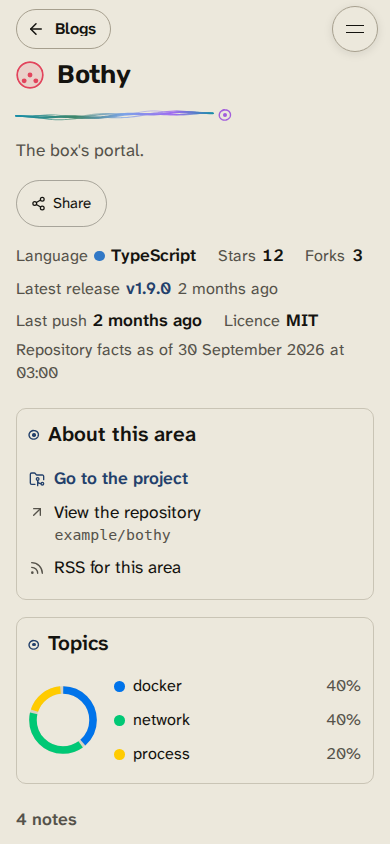 Blogs
Bothy
The box's portal.
Share
Language TypeScript Stars 12 Forks 3
Latest release v1.9.0 2 months ago
Last push 2 months ago Licence MIT
Repository facts as of 30 September 2026 at
03:00
About this area
Go to the project
View the repository
example/bothy
RSS for this area
Topics
docker 40%
network 40%
process 20%
4 notes